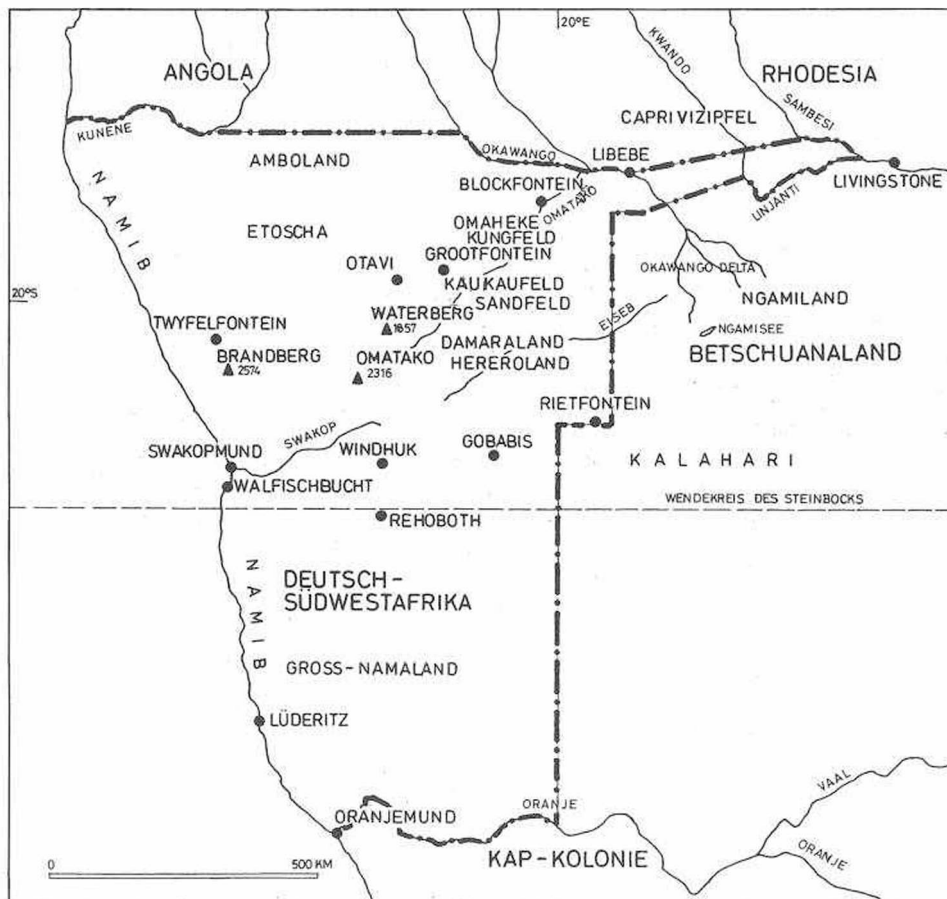 20°E
ANGOLA
KWANDO
RHODESIA
SAMBESI
CAPRIVIZIPFEL
KUNENE
AMBOLAND
OKAWANGO
LIBEBE
LIVINGSTONE
LINJANTI
BLOCKFONTEIN
OMATAKO
NAMIB
ETOSCHA
OMAHEKE
KUNGFELD
GROOTFONTEIN
OTAVI
KAUKAUFELD
SANDFELD
OKAWANGO DELTA
NGAMILAND
20°S
WATERBERG
1857
EISEB
NGAMISEE
TWYFELFONTEIN
BRANDBERG
2574
OMATAKO
2316
DAMARALAND
HEREROLAND
BETSCHUANALAND
RIETFONTEIN
SWAKOP
SWAKOPMUND
WINDHUK
GOBABIS
KALAHARI
WALFISCHBUCHT
WENDEKREIS DES STEINBOCKS
REHOBOTH
NAMIB
DEUTSCH-
SÜDWESTAFRIKA
GROSS-NAMALAND
LÜDERITZ
VAAL
ORANJEMUND
ORANJE
KAP-KOLONIE
ORANJE
0 500 KM